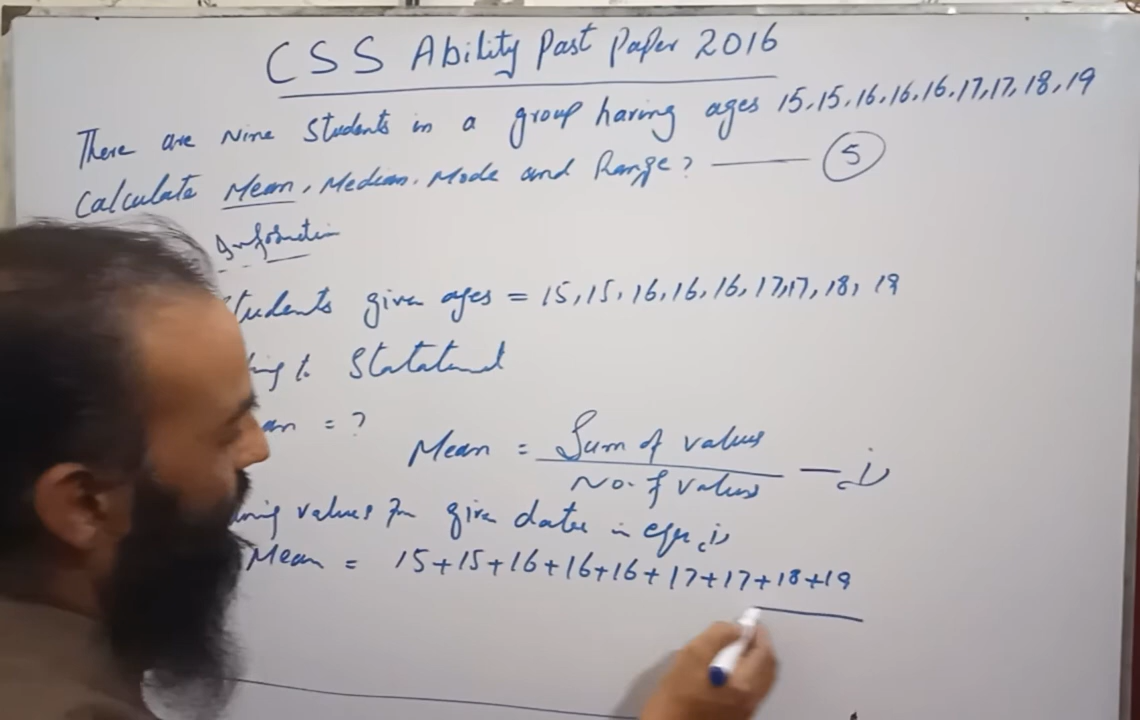 CSS Ability Past Paper 2016
There are Nine Students in a group having ages 15,15,16,16,16,17,17,18,19
Calculate Mean, Median, Mode and Range? — 5
Students given ages = 15,15,16,16,16,17,17,18,19
= ?
Mean = Sum of values
No. of values
values given data in
Mean = 15+15+16+16+16+17+17+18+19